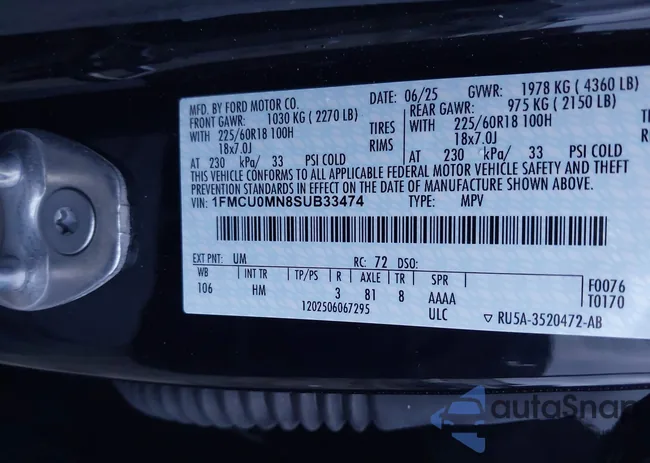 MFD. BY FORD MOTOR CO.
DATE: 06/25 GVWR: 1978 KG (4360 LB)
FRONT GAWR: 1030 KG (2270 LB)
REAR GAWR: 975 KG (2150 LB)
WITH 225/60R18 100H TIRES
WITH 225/60R18 100H
18x7.0J RIMS
18x7.0J
AT 230 kPa/ 33 PSI COLD
AT 230 kPa/ 33 PSI COLD
THIS VEHICLE CONFORMS TO ALL APPLICABLE FEDERAL MOTOR VEHICLE SAFETY AND THEFT
PREVENTION STANDARDS IN EFFECT ON THE DATE OF MANUFACTURE SHOWN ABOVE.
VIN: 1FMCU0MN8SUB33474 TYPE: MPV
EXT PNT: UM RC: 72 DSO:
WB INT TR TP/PS R AXLE TR SPR
106 HM 3 81 8 AAAA
F0076
T0170
1202506067295 ULC
▽ RU5A-3520472-AB
autoSnap